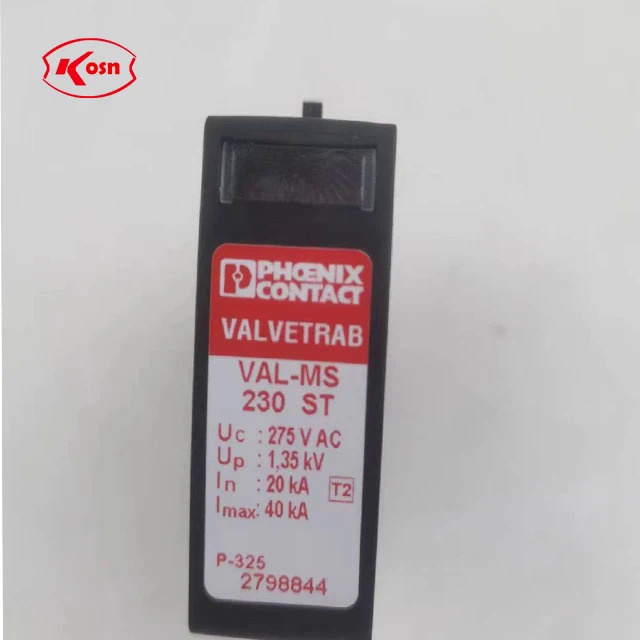 Kosn
PHŒNIX
CONTACT
VALVETRAB
VAL-MS
230 ST
Uc : 275 V AC
Up : 1,35 kV
In : 20 kA T2
Imax: 40 kA
P-325
2798844